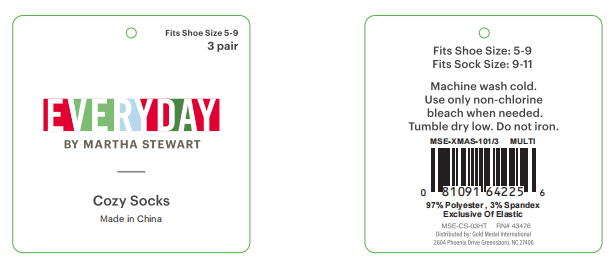 Fits Shoe Size 5-9
3 pair
EVERYDAY
BY MARTHA STEWART
Cozy Socks
Made in China
Fits Shoe Size: 5-9
Fits Sock Size: 9-11
Machine wash cold.
Use only non-chlorine
bleach when needed.
Tumble dry low. Do not iron.
MSE-XMAS-101/3 MULTI
0 81091 64225 6
97% Polyester , 3% Spandex
Exclusive Of Elastic
MSE-CS-03HT RN# 43476
Distributed by: Gold Medal International
2604 Phoenix Drive Greensboro, NC 27406